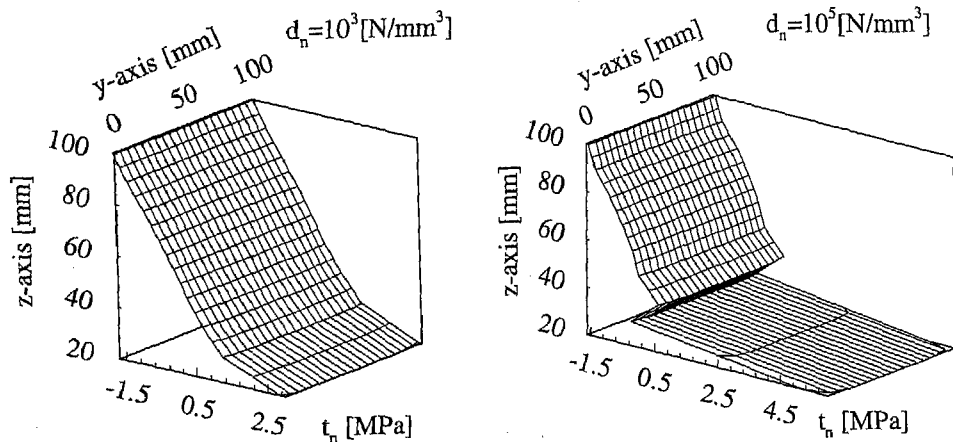 d_n=10^3[N/mm^3]
y-axis [mm]
0 50 100
z-axis [mm]
100
80
60
40
20
-1.5 0.5 2.5
t_n [MPa]
d_n=10^5[N/mm^3]
y-axis [mm]
0 50 100
z-axis [mm]
100
80
60
40
20
-1.5 0.5 2.5 4.5
t_n [MPa]